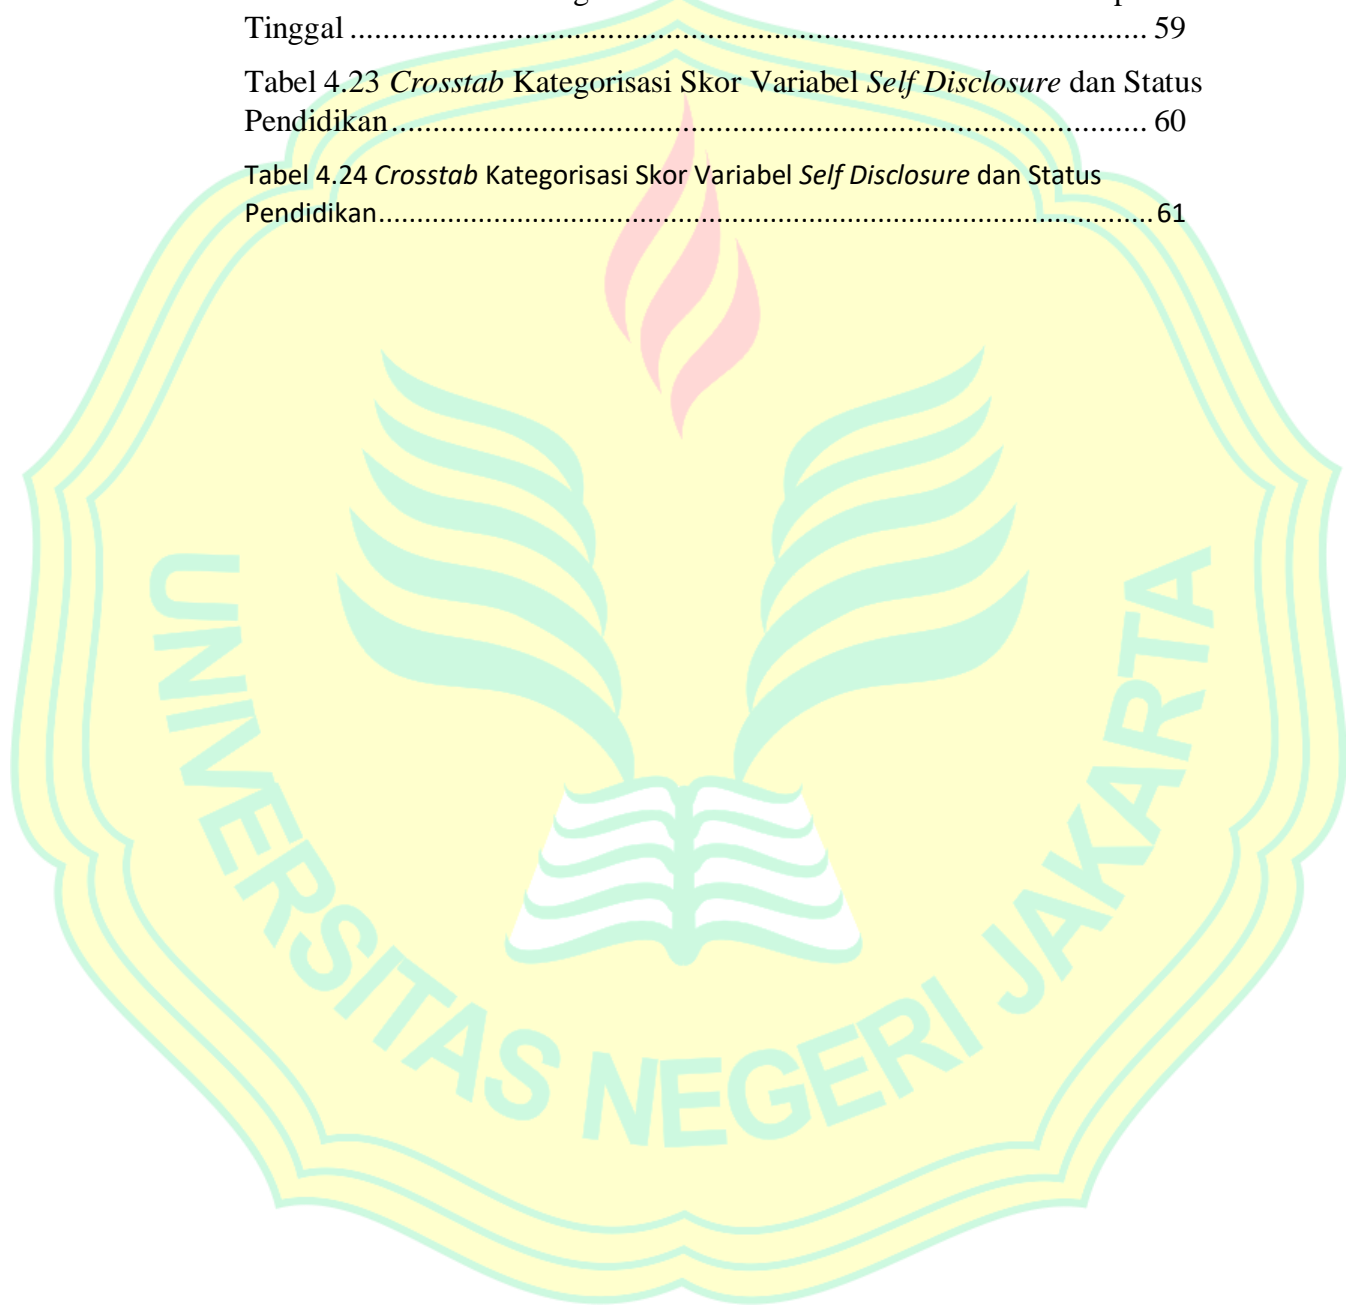 Tinggal ........................................................................................................................ 59
Tabel 4.23 Crosstab Kategorisasi Skor Variabel Self Disclosure dan Status
Pendidikan.................................................................................................................. 60
Tabel 4.24 Crosstab Kategorisasi Skor Variabel Self Disclosure dan Status
Pendidikan....................................................................................................61
UNIVERSITAS NEGERI JAKARTA